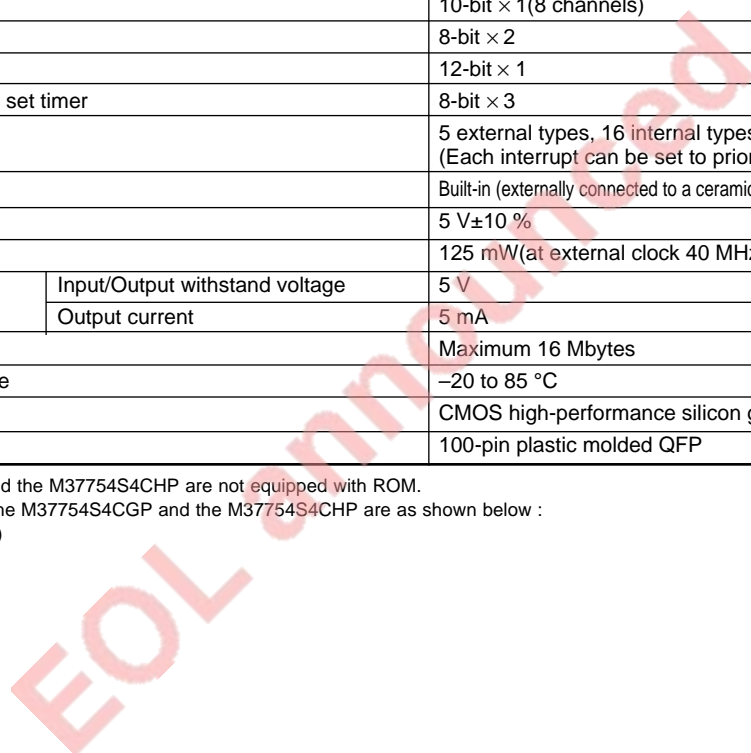 10-bit × 1(8 channels)
8-bit × 2
12-bit × 1
set timer 8-bit × 3
5 external types, 16 internal types
(Each interrupt can be set to prior
Built-in (externally connected to a ceramic
5 V±10 %
125 mW(at external clock 40 MHz
Input/Output withstand voltage 5 V
Output current 5 mA
Maximum 16 Mbytes
e –20 to 85 °C
CMOS high-performance silicon g
100-pin plastic molded QFP
d the M37754S4CHP are not equipped with ROM.
he M37754S4CGP and the M37754S4CHP are as shown below :
)
EOL announced